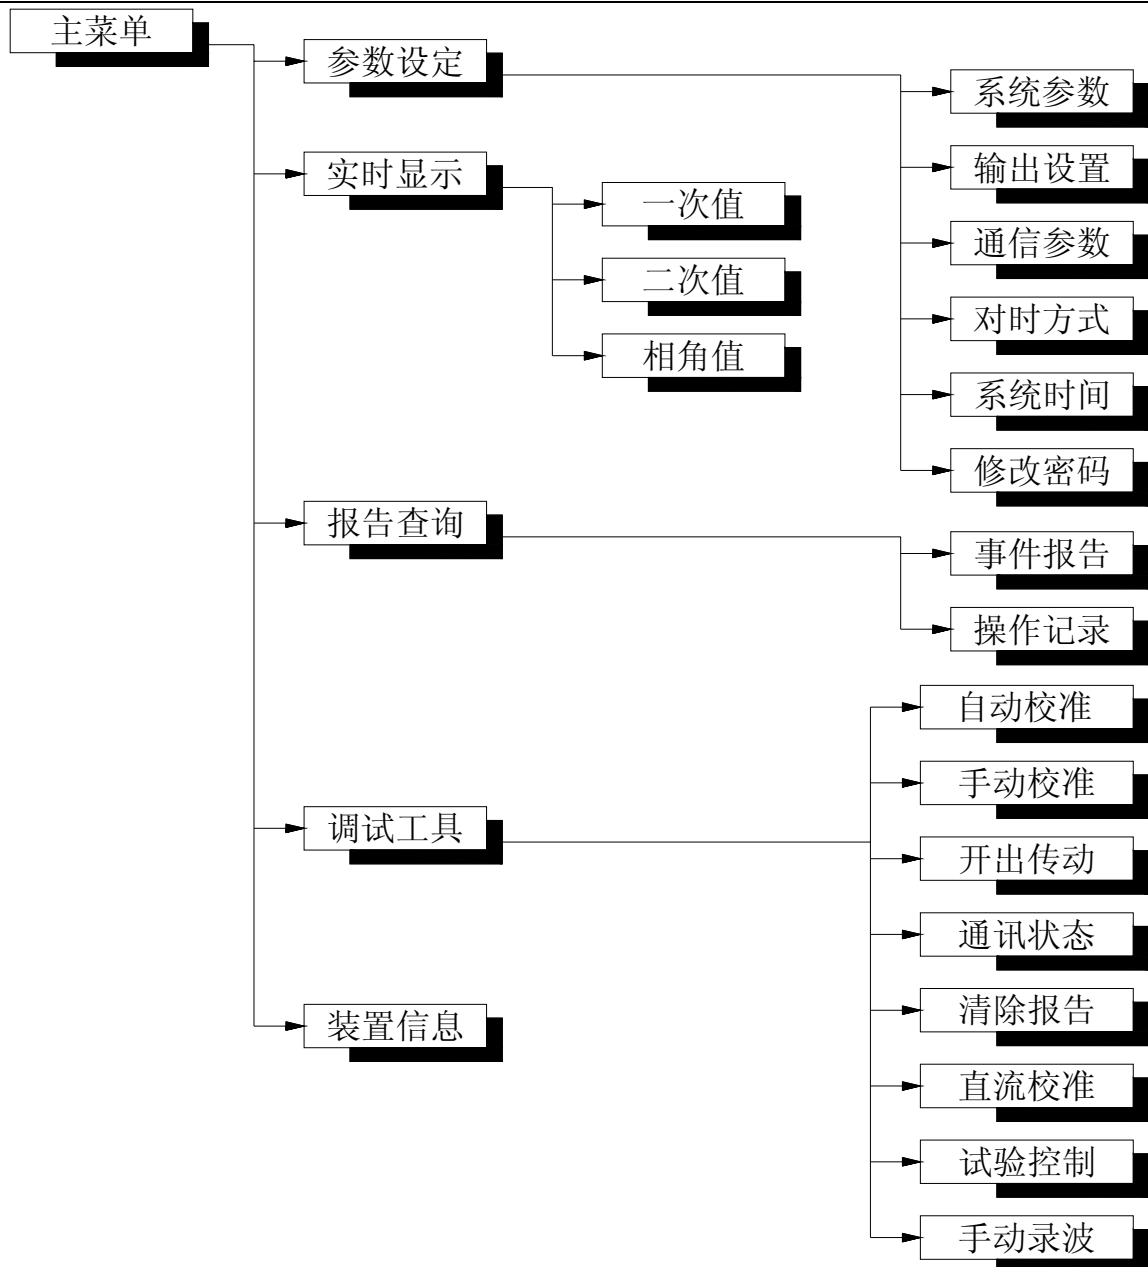 主菜单
参数设定
系统参数
输出设置
通信参数
对时方式
系统时间
修改密码
实时显示
一次值
二次值
相角值
报告查询
事件报告
操作记录
调试工具
自动校准
手动校准
开出传动
通讯状态
清除报告
直流校准
试验控制
手动录波
装置信息